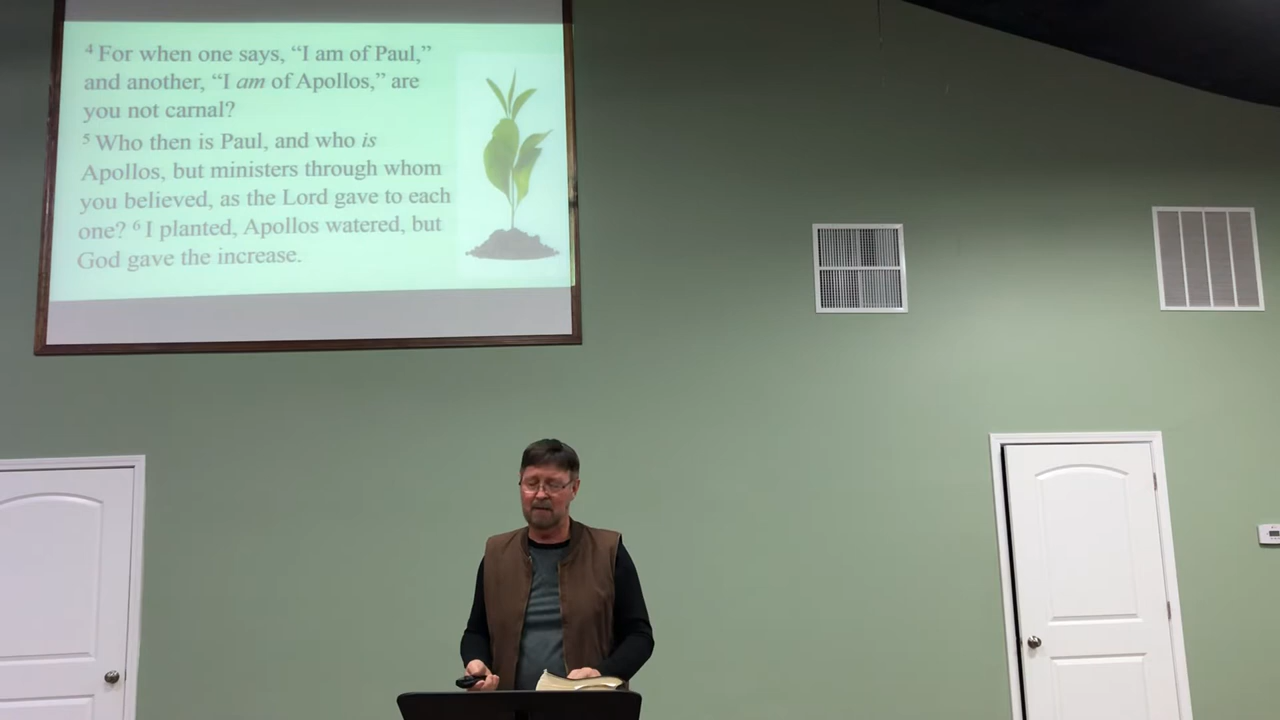 ⁴ For when one says, “I am of Paul,”
and another, “I am of Apollos,” are
you not carnal?
⁵ Who then is Paul, and who is
Apollos, but ministers through whom
you believed, as the Lord gave to each
one? ⁶ I planted, Apollos watered, but
God gave the increase.